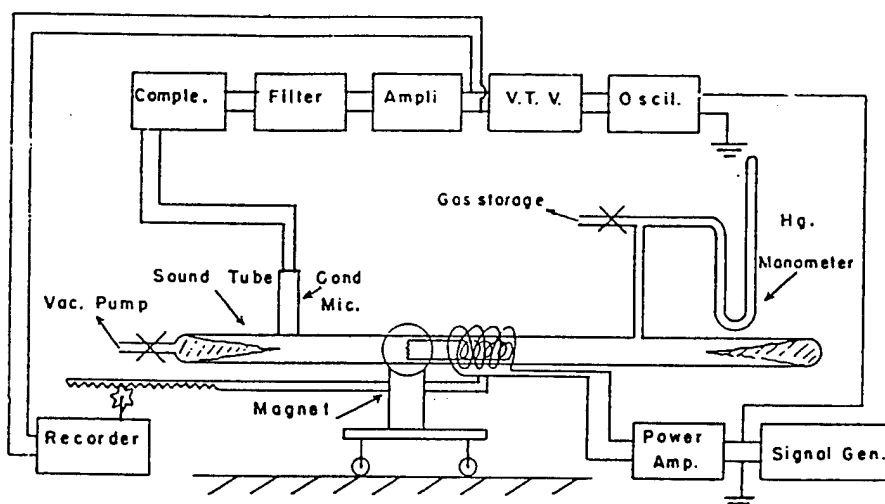 Comple.
Filter
Ampli
V.T.V.
Oscil.
Gas storage
Hg.
Manometer
Sound Tube
Cond
Mic.
Vac. Pump
Magnet
Recorder
Power
Amp.
Signal Gen.